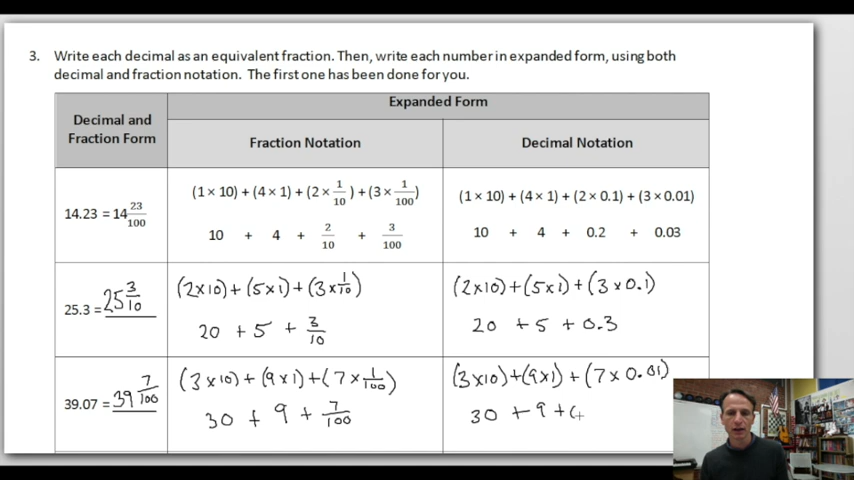 3. Write each decimal as an equivalent fraction. Then, write each number in expanded form, using both
decimal and fraction notation. The first one has been done for you.
Decimal and
Fraction Form
Expanded Form
Fraction Notation
Decimal Notation
14.23 = 14 23/100
(1 × 10) + (4 × 1) + (2 × 1/10) + (3 × 1/100)
10 + 4 + 2/10 + 3/100
(1 × 10) + (4 × 1) + (2 × 0.1) + (3 × 0.01)
10 + 4 + 0.2 + 0.03
25.3 = 25 3/10
(2 × 10) + (5 × 1) + (3 × 1/10)
20 + 5 + 3/10
(2 × 10) + (5 × 1) + (3 × 0.1)
20 + 5 + 0.3
39.07 = 39 7/100
(3 × 10) + (9 × 1) + (7 × 1/100)
30 + 9 + 7/100
(3 × 10) + (9 × 1) + (7 × 0.01)
30 + 9 +